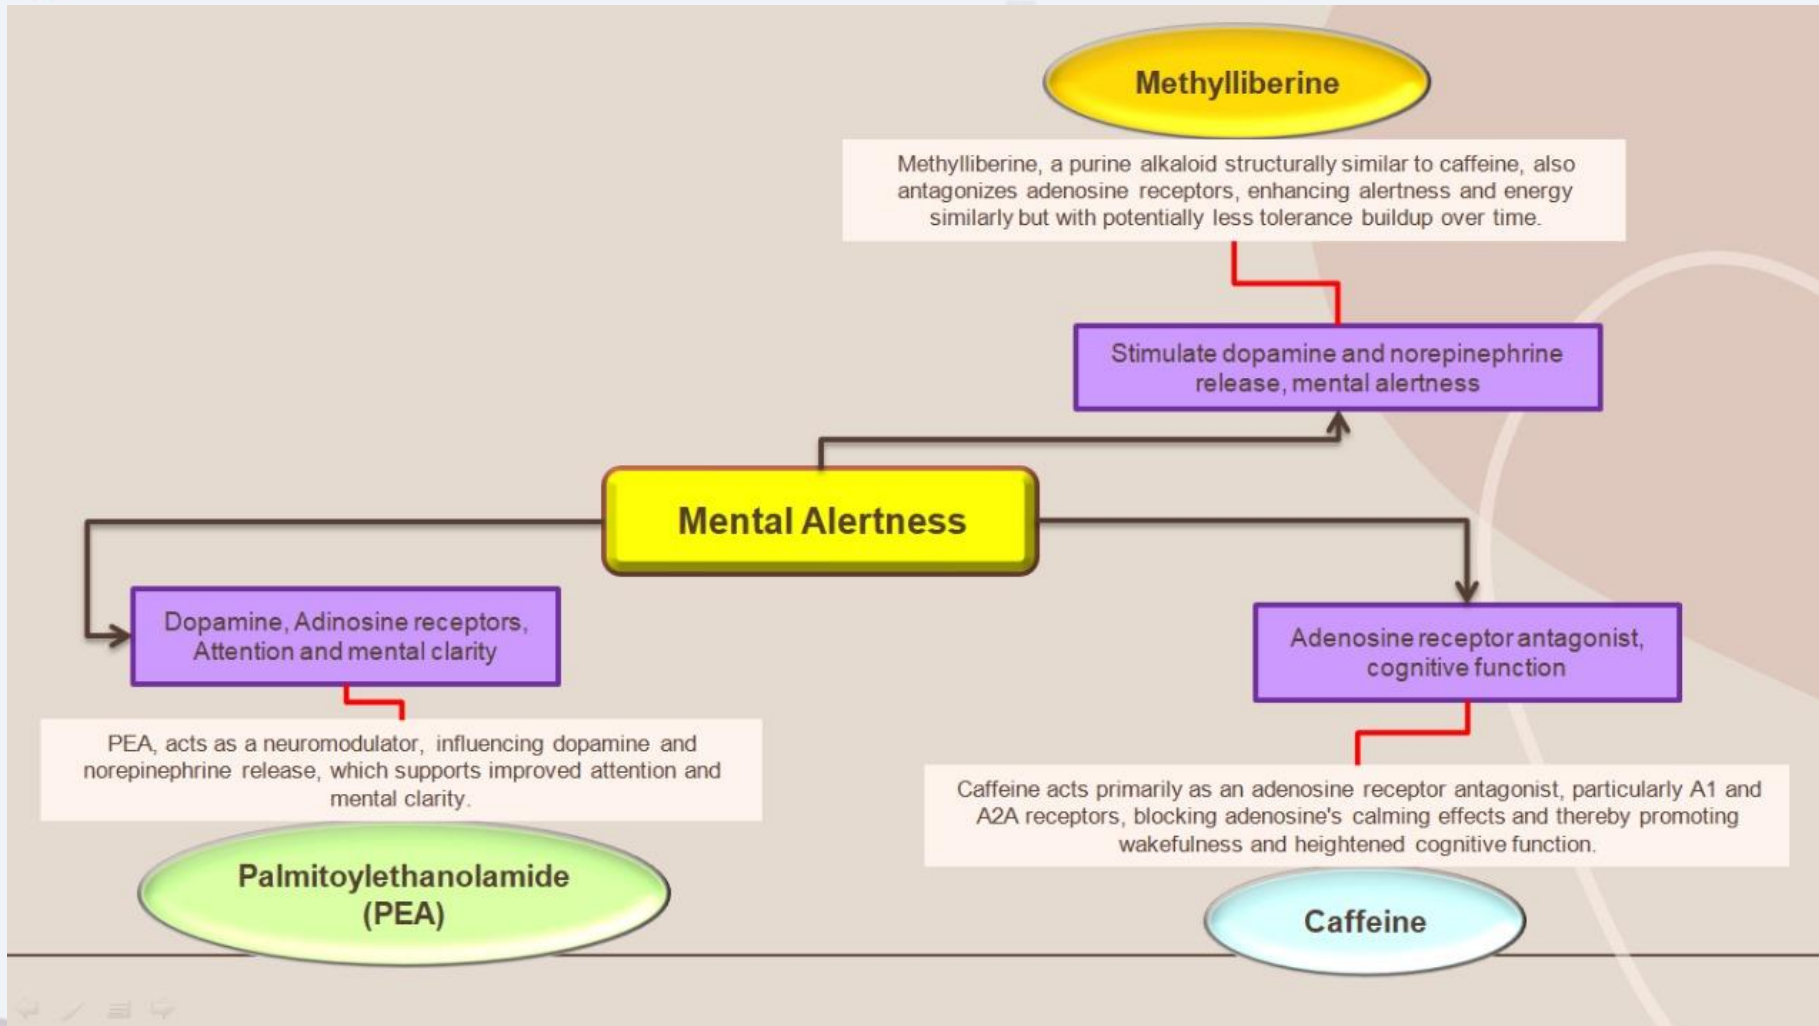 Methylliberine
Methylliberine, a purine alkaloid structurally similar to caffeine, also
antagonizes adenosine receptors, enhancing alertness and energy
similarly but with potentially less tolerance buildup over time.
Stimulate dopamine and norepinephrine
release, mental alertness
Mental Alertness
Dopamine, Adinosine receptors,
Attention and mental clarity
PEA, acts as a neuromodulator, influencing dopamine and
norepinephrine release, which supports improved attention and
mental clarity.
Palmitoylethanolamide
(PEA)
Adenosine receptor antagonist,
cognitive function
Caffeine acts primarily as an adenosine receptor antagonist, particularly A1 and
A2A receptors, blocking adenosine's calming effects and thereby promoting
wakefulness and heightened cognitive function.
Caffeine